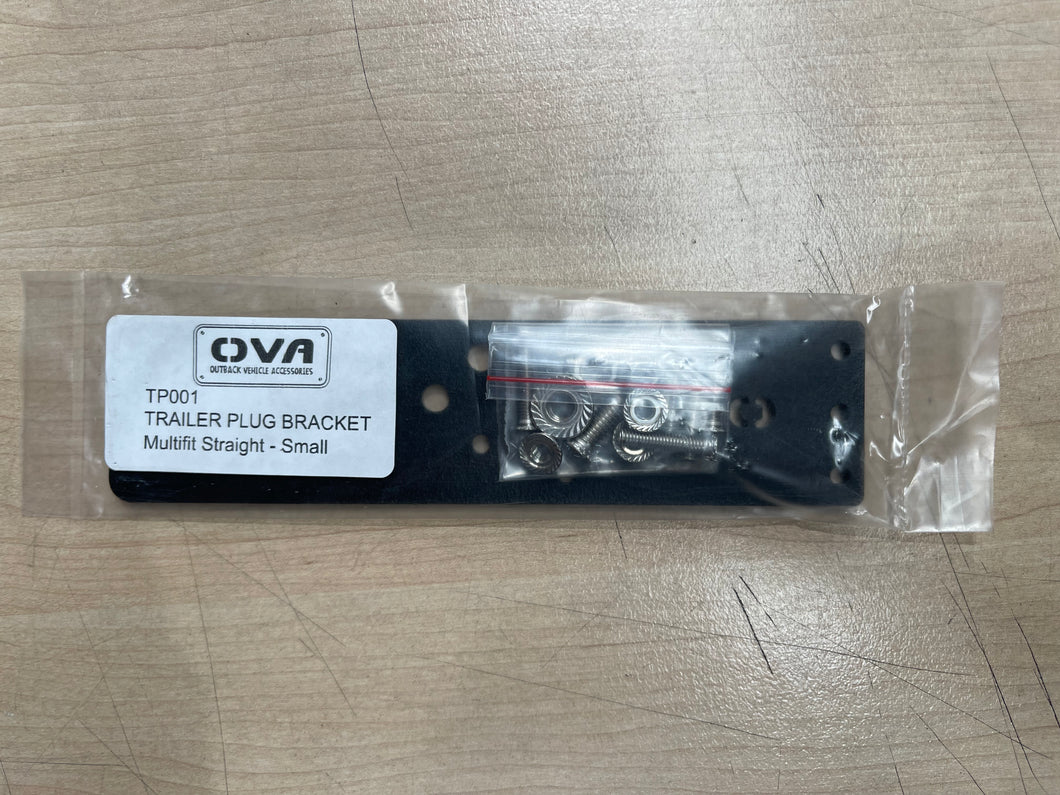 OVA
OUTBACK VEHICLE ACCESSORIES
TP001
TRAILER PLUG BRACKET
Multifit Straight - Small